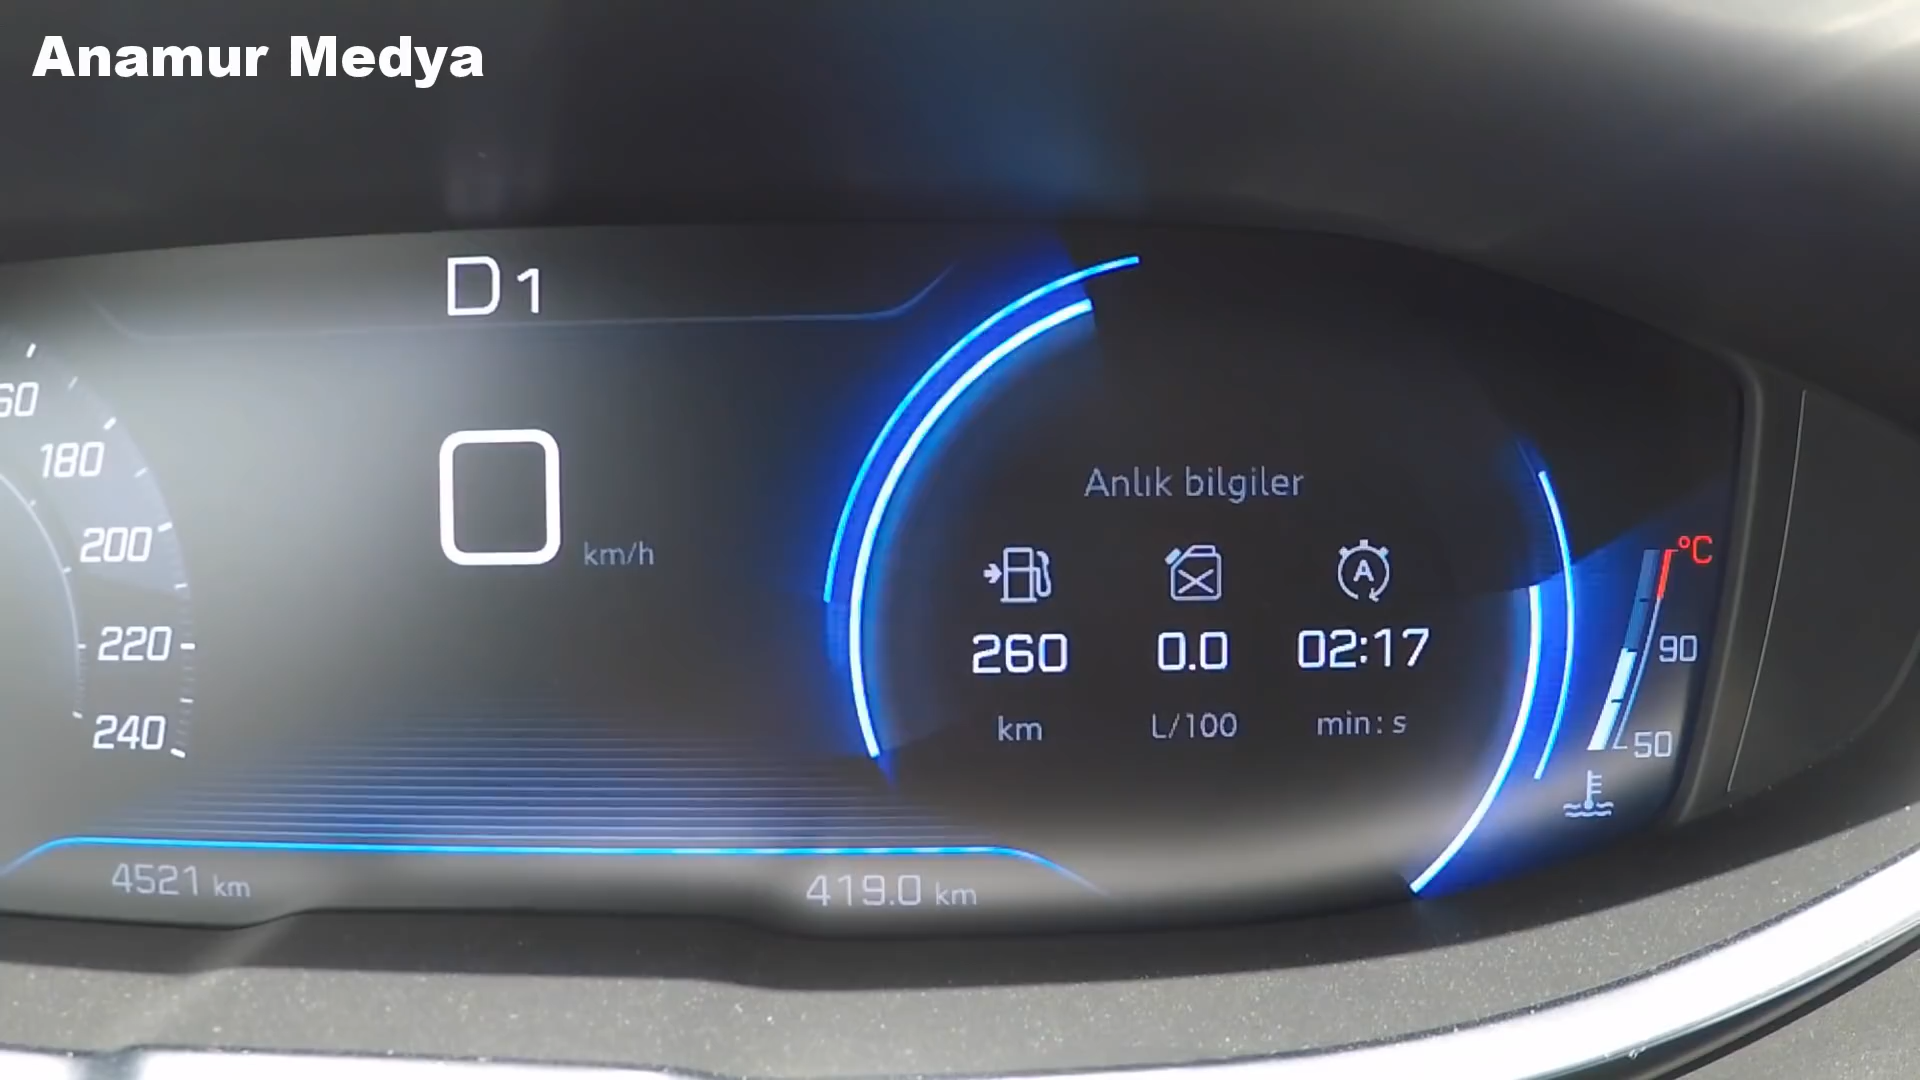 Anamur Medya
D1
60
180
200
220
240
0 km/h
Anlık bilgiler
A
260 0.0 02:17
km L/100 min:s
°C
90
50
4521 km 419.0 km